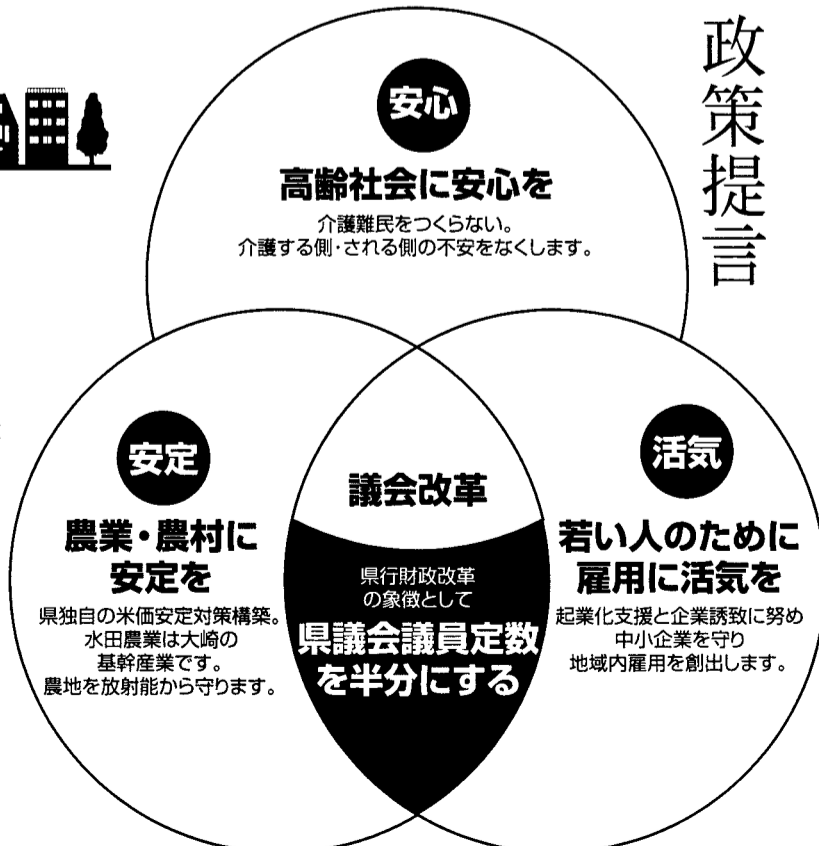 政策提言
安心
高齢社会に安心を
介護難民をつくらない。
介護する側・される側の不安をなくします。
安定
農業・農村に
安定を
県独自の米価安定対策構築。
水田農業は大崎の
基幹産業です。
農地を放射能から守ります。
議会改革
県行財政改革
の象徴として
県議会議員定数
を半分にする
活気
若い人のために
雇用に活気を
起業化支援と企業誘致に努め
中小企業を守り
地域内雇用を創出します。